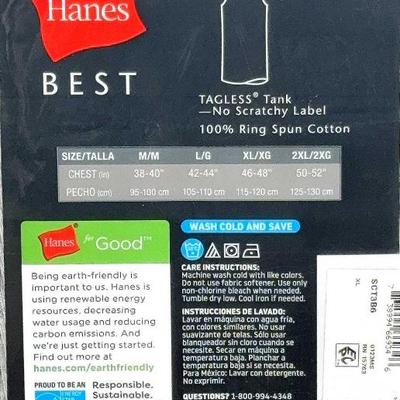 Hanes
BEST
TAGLESS® Tank
—No Scratchy Label
100% Ring Spun Cotton
SIZE/TALLA M/M L/G XL/XG 2XL/2XG
CHEST (in) 38-40" 42-44" 46-48" 50-52"
PECHO (cm) 95-100 cm 105-110 cm 115-120 cm 125-130 cm
Hanes for Good™
Being earth-friendly is
important to us. Hanes is
using renewable energy
resources, decreasing
water usage and reducing
carbon emissions. And
we're just getting started.
Find out more at
hanes.com/earthfriendly
PROUD TO BE AN
Responsible.
Sustainable.
WASH COLD AND SAVE
CARE INSTRUCTIONS:
Machine wash cold with like colors.
Do not use fabric softener. Use only
non-chlorine bleach when needed.
Tumble dry low. Cool iron if needed.
INSTRUCCIONES DE LAVADO:
Lavar en máquina con agua fría,
con colores similares. No usar
suavizantes. Sólo usar
blanqueador sin cloro cuando se
necesite. Secar en máquina a
temperatura baja. Planchar a
temperatura baja si se necesita.
Para México: Lavar con detergente.
No exprimir.
QUESTIONS? 1-800-994-4348
SCT3B6
XL
RN 15763